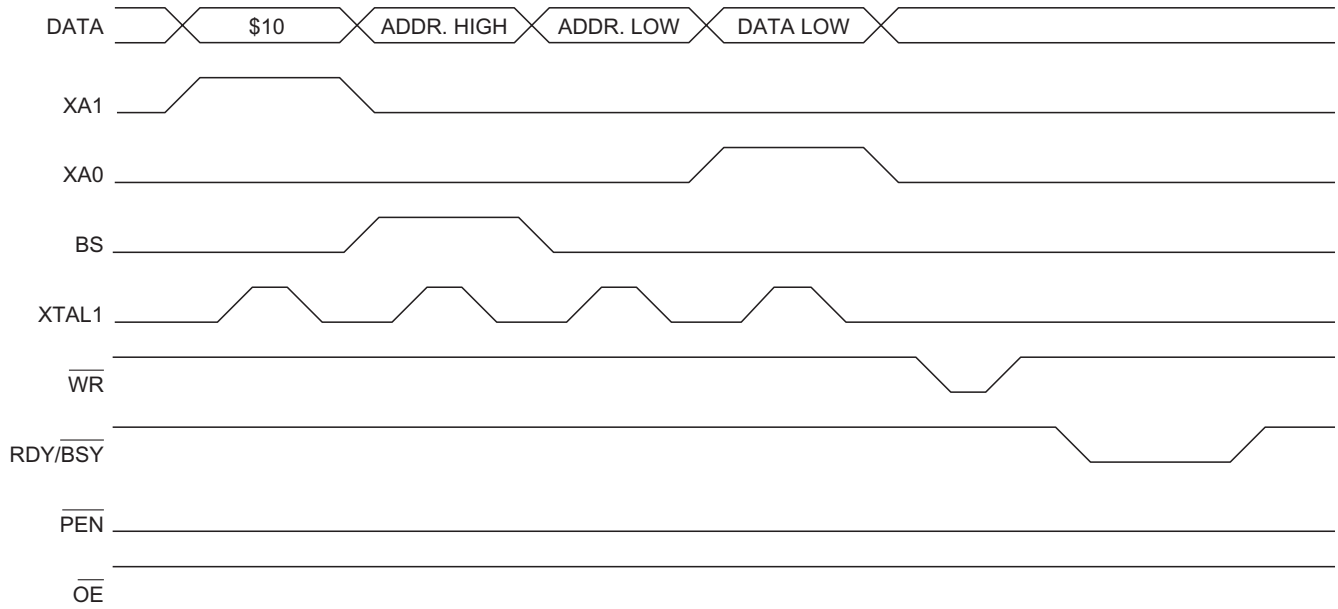 DATA $10 ADDR. HIGH ADDR. LOW DATA LOW
XA1
XA0
BS
XTAL1
WR
RDY/BSY
PEN
OE